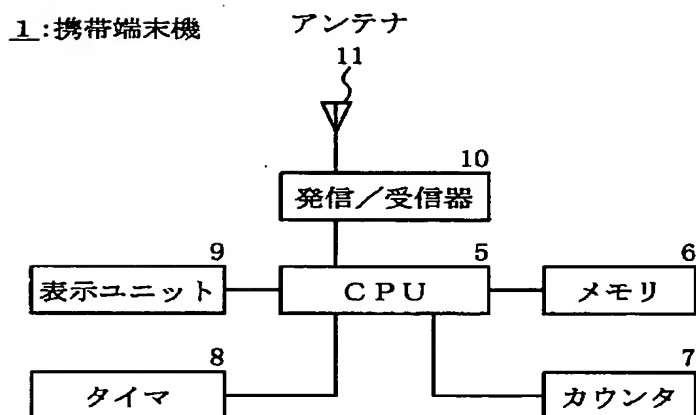 1:携帯端末機
アンテナ
11
10
発信／受信器
9
表示ユニット
5
CPU
6
メモリ
8
タイマ
7
カウンタ